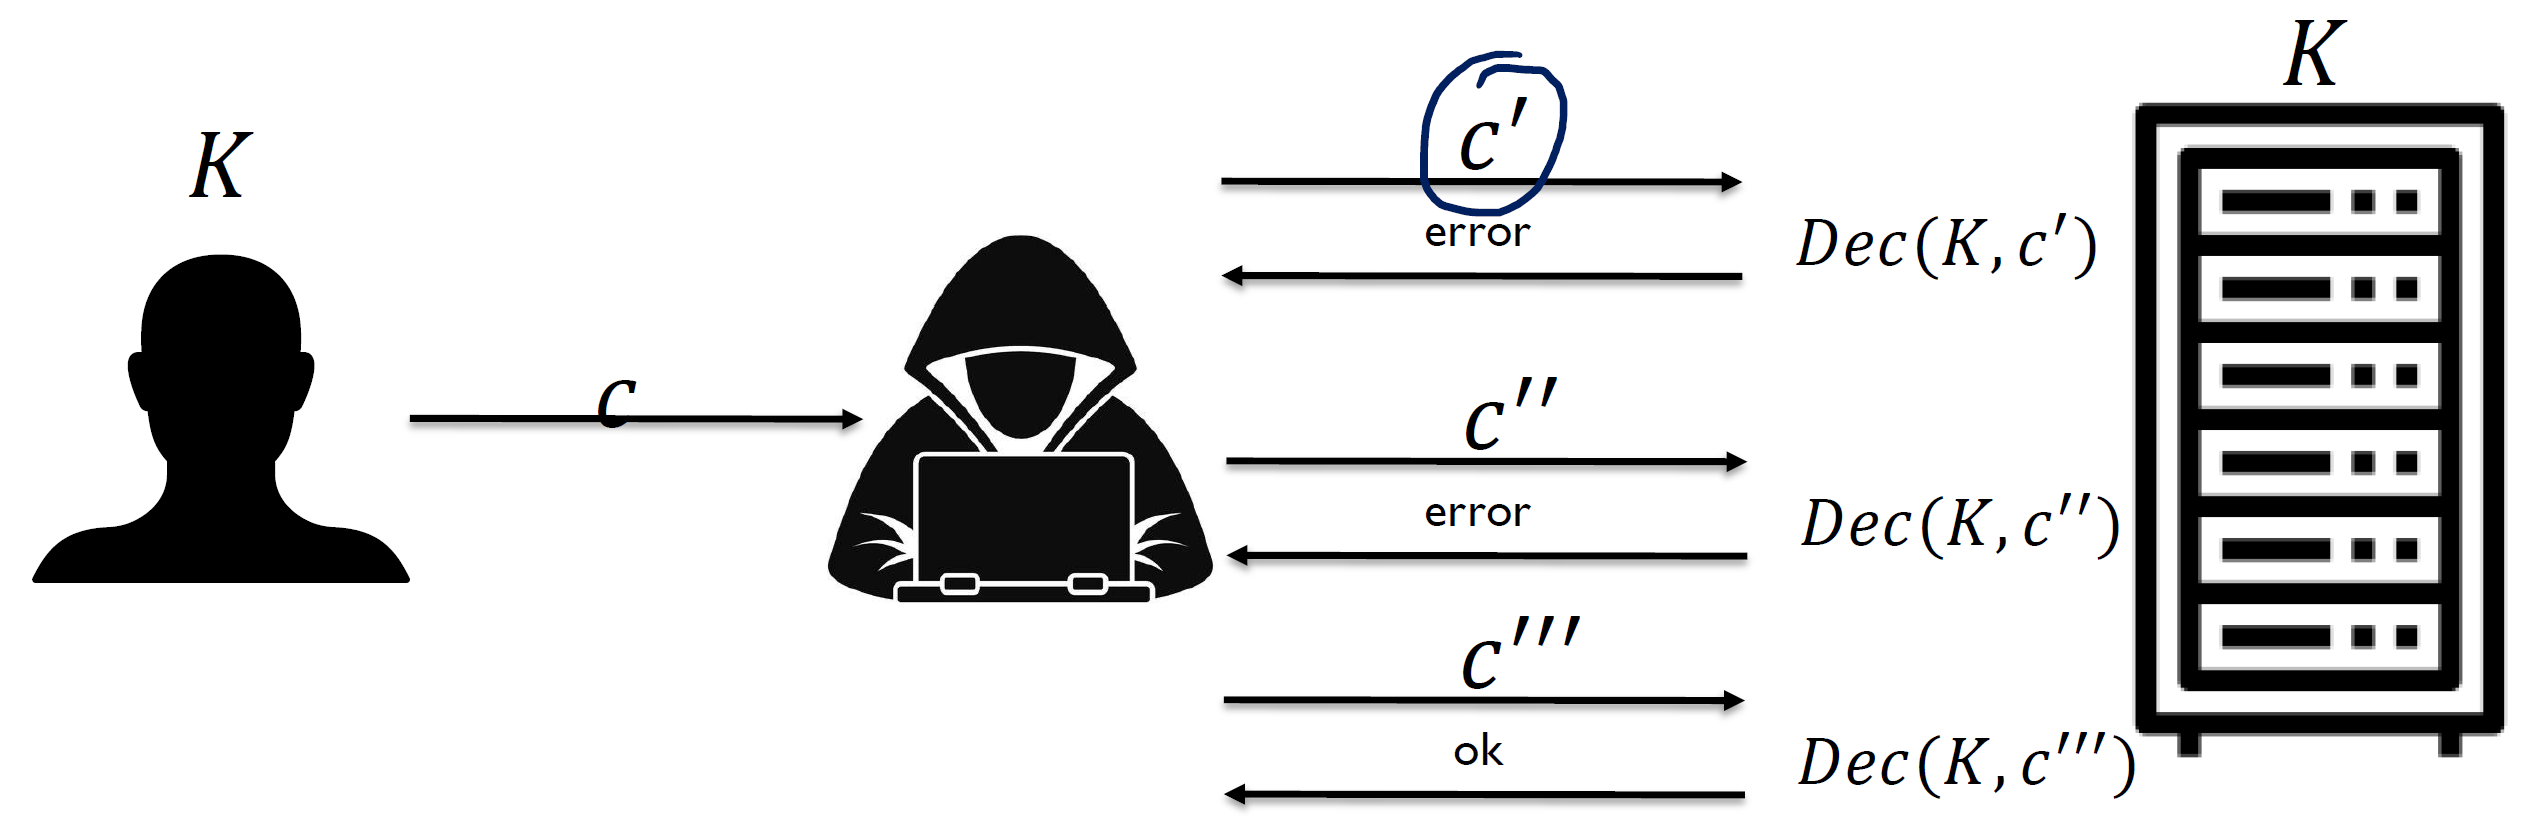 K
K
c
c′
error
Dec(K, c′)
c′′
error
Dec(K, c′′)
c′′′
ok
Dec(K, c′′′)